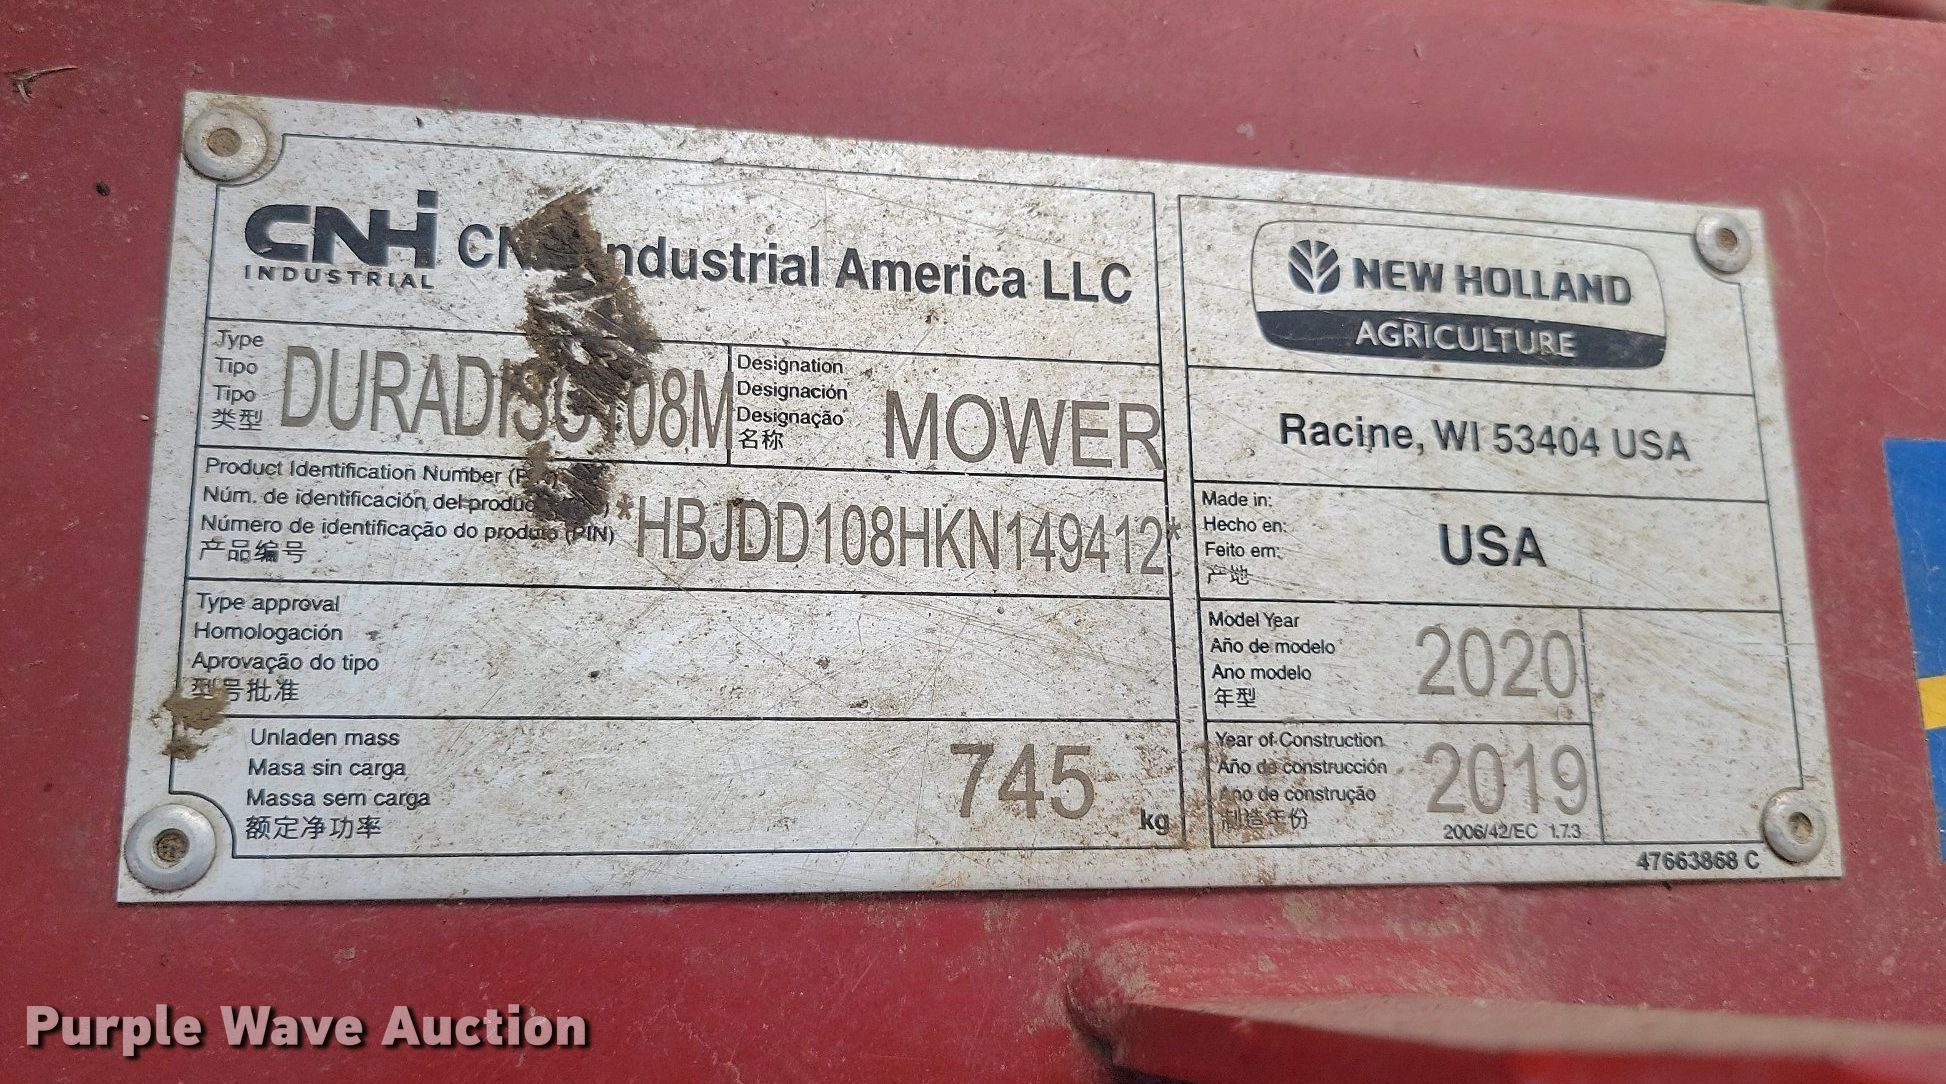 CNHi
INDUSTRIAL
Industrial America LLC
Type
Tipo
Tipo
类型
DURADISC108M
Designation
Designación
Designação
名称
MOWER
Product Identification Number (PIN)
Núm. de identificación del producto
Número de identificação do produto (PIN)
产品编号
*HBJDD108HKN149412*
Type approval
Homologación
Aprovação do tipo
型号批准
Unladen mass
Masa sin carga
Massa sem carga
额定净功率
745
kg
NEW HOLLAND
AGRICULTURE
Racine, WI 53404 USA
Made in:
Hecho en:
Feito em:
产地
USA
Model Year
Año de modelo
Ano modelo
年型
2020
Year of Construction
Año de construcción
Ano de construção
制造年份
2019
2006/42/EC 1.7.3
47663868 C
Purple Wave Auction